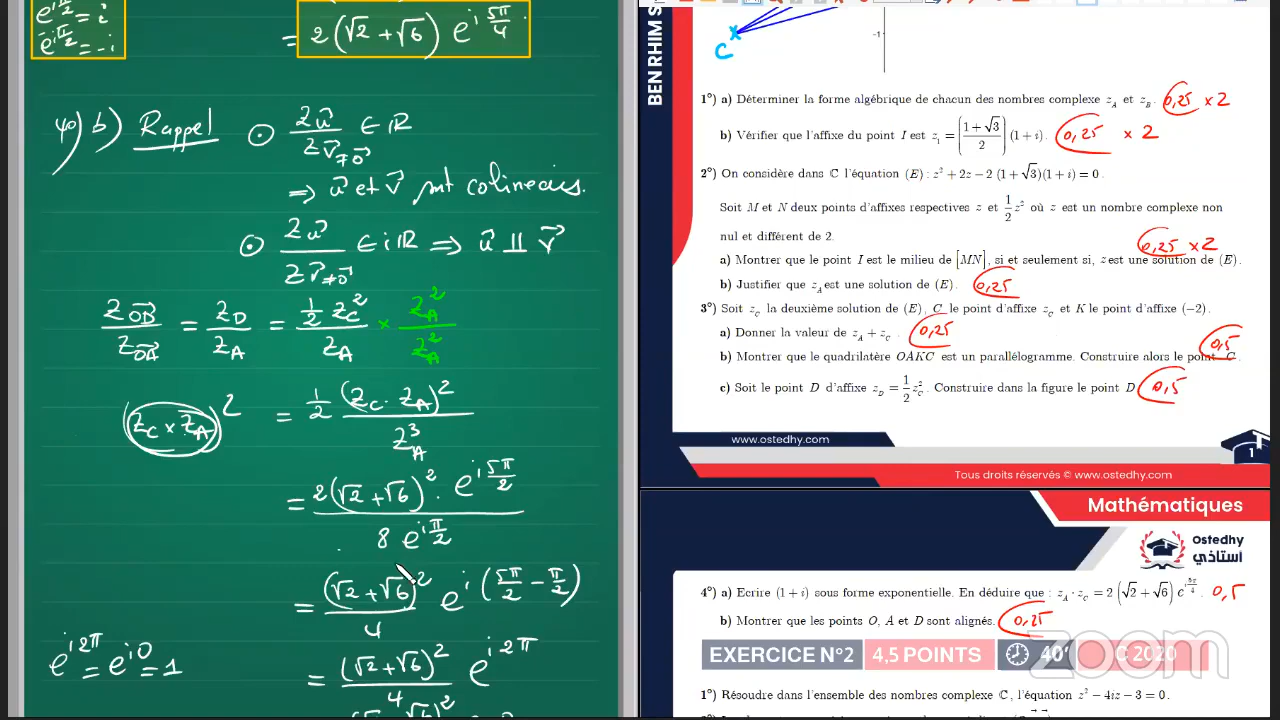 e^{iπ/2} = i
e^{-iπ/2} = -i
= 2(√2 + √6) e^{i 5π/4}
4°) b) Rappel ⊙ Z_{u⃗} / Z_{v⃗ ≠ 0⃗} ∈ ℝ
⇒ u⃗ et v⃗ snt colineais.
⊙ Z_{u⃗} / Z_{v⃗ ≠ 0⃗} ∈ iℝ ⇒ u⃗ ⊥ v⃗
Z_{OD⃗} / Z_{OA⃗} = Z_D / Z_A = ½ Z_C² / Z_A × Z_A² / Z_A²
(Z_C × Z_A)² = ½ (Z_C · Z_A)² / Z_A³
= 2(√2 + √6)² · e^{i 5π/2} / 8 e^{i π/2}
= (√2 + √6)² / 4 e^{i (5π/2 − π/2)}
e^{i2π} = e^{i0} = 1
= (√2 + √6)² / 4 e^{i 2π}
BEN RHIM S
C
-1
1°) a) Déterminer la forme algébrique de chacun des nombres complexe z_A et z_B. 0,25 × 2
b) Vérifier que l'affixe du point I est z_1 = ((1+√3)/2) (1+i). 0,25 × 2
2°) On considère dans ℂ l'équation (E) : z² + 2z − 2 (1+√3)(1+i) = 0.
Soit M et N deux points d'affixes respectives z et ½ z² où z est un nombre complexe non
nul et différent de 2.
0,25 × 2
a) Montrer que le point I est le milieu de [MN], si et seulement si, z est une solution de (E).
b) Justifier que z_A est une solution de (E). 0,25
3°) Soit z_C la deuxième solution de (E), C le point d'affixe z_C et K le point d'affixe (−2).
a) Donner la valeur de z_A + z_C. 0,25
0,5
b) Montrer que le quadrilatère OAKC est un parallélogramme. Construire alors le point C.
c) Soit le point D d'affixe z_D = ½ z_C². Construire dans la figure le point D 0,5
www.ostedhy.com
1
Tous droits réservés © www.ostedhy.com
Mathématiques
Ostedhy
أستاذي
4°) a) Ecrire (1+i) sous forme exponentielle. En déduire que : z_A · z_C = 2 (√2 + √6) e^{i 5π/4} 0,5
b) Montrer que les points O, A et D sont alignés. 0,25
EXERCICE N°2 4,5 POINTS 40' C 2020
zoom
1°) Résoudre dans l'ensemble des nombres complexe ℂ, l'équation z² − 4iz − 3 = 0.